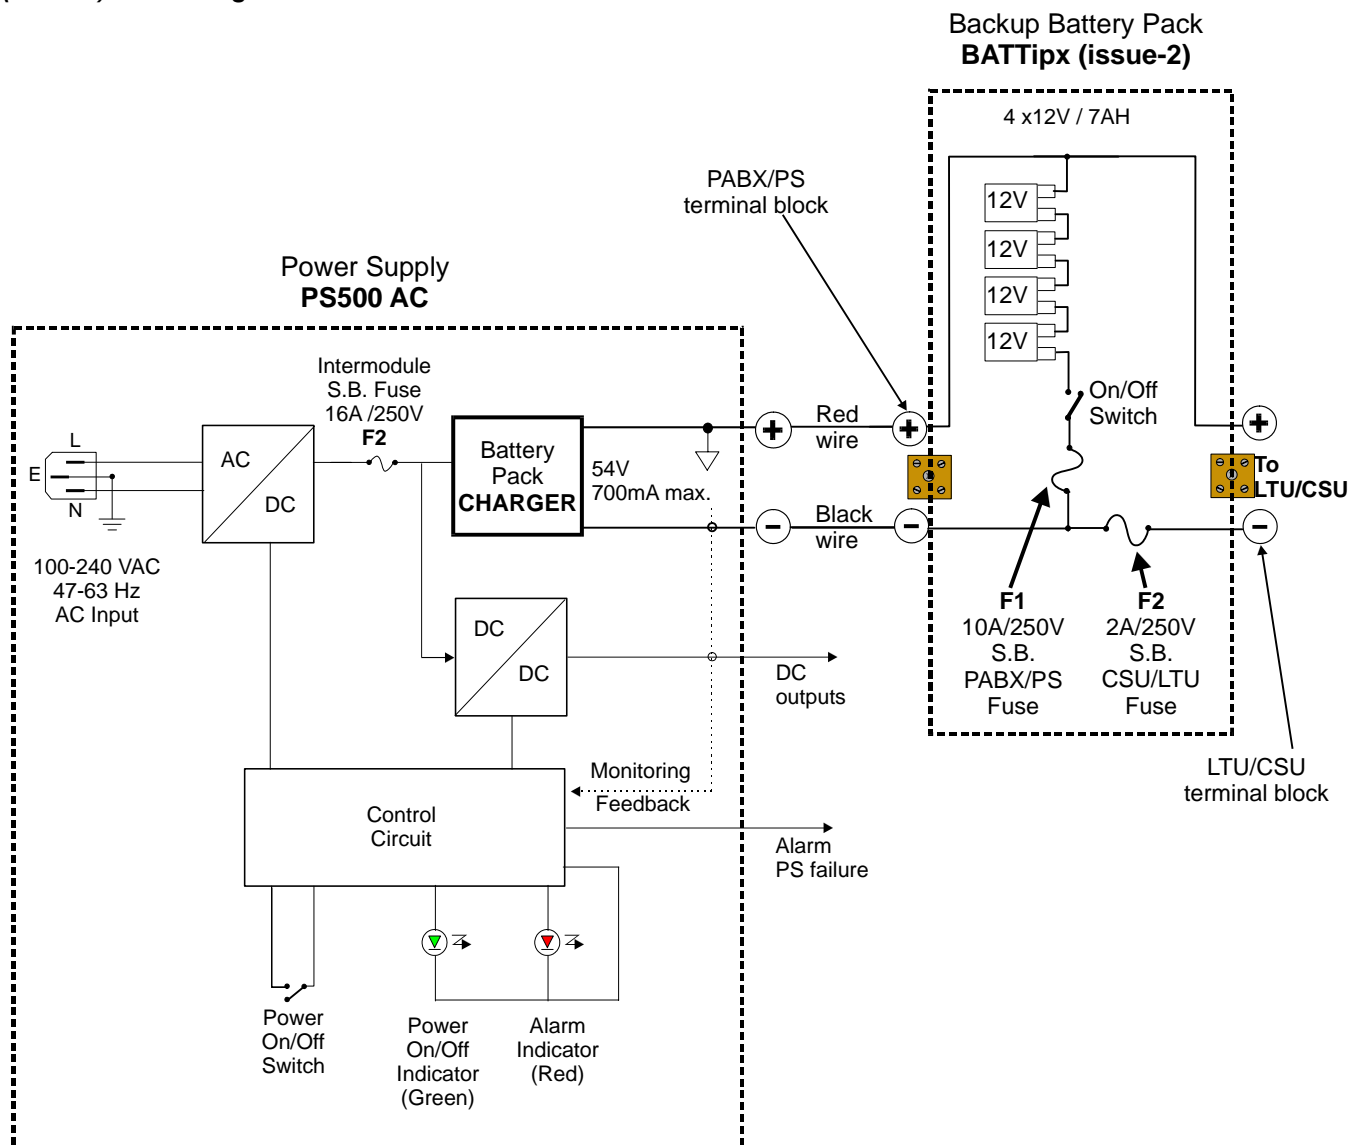 Backup Battery Pack
BATTipx (issue-2)
4 x12V / 7AH
PABX/PS
terminal block
12V
12V
12V
12V
On/Off
Switch
Power Supply
PS500 AC
Intermodule
S.B. Fuse
16A /250V
F2
L
E
N
AC
DC
Battery
Pack
CHARGER
54V
700mA max.
+
Red
wire
+
+
To
LTU/CSU
-
Black
wire
-
-
100-240 VAC
47-63 Hz
AC Input
F1
10A/250V
S.B.
PABX/PS
Fuse
F2
2A/250V
S.B.
CSU/LTU
Fuse
DC
DC
DC
outputs
LTU/CSU
terminal block
Monitoring
Feedback
Control
Circuit
Alarm
PS failure
Power
On/Off
Switch
Power
On/Off
Indicator
(Green)
Alarm
Indicator
(Red)